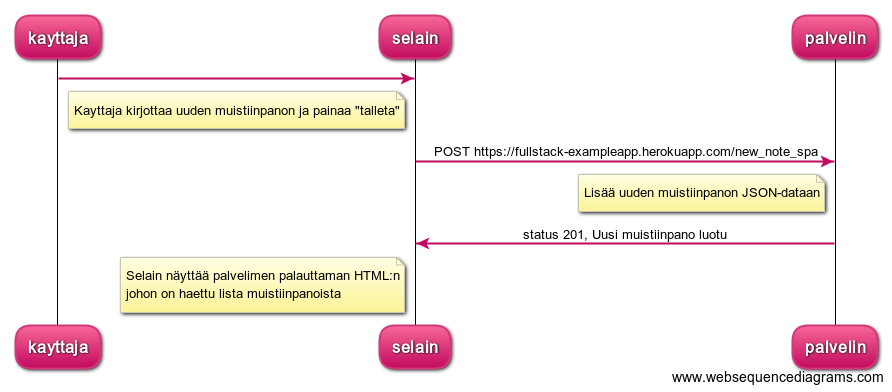 kayttaja
selain
palvelin
Kayttaja kirjottaa uuden muistiinpanon ja painaa "talleta"
POST https://fullstack-exampleapp.herokuapp.com/new_note_spa
Lisää uuden muistiinpanon JSON-dataan
status 201, Uusi muistiinpano luotu
Selain näyttää palvelimen palauttaman HTML:n
johon on haettu lista muistiinpanoista
kayttaja
selain
palvelin
www.websequencediagrams.com